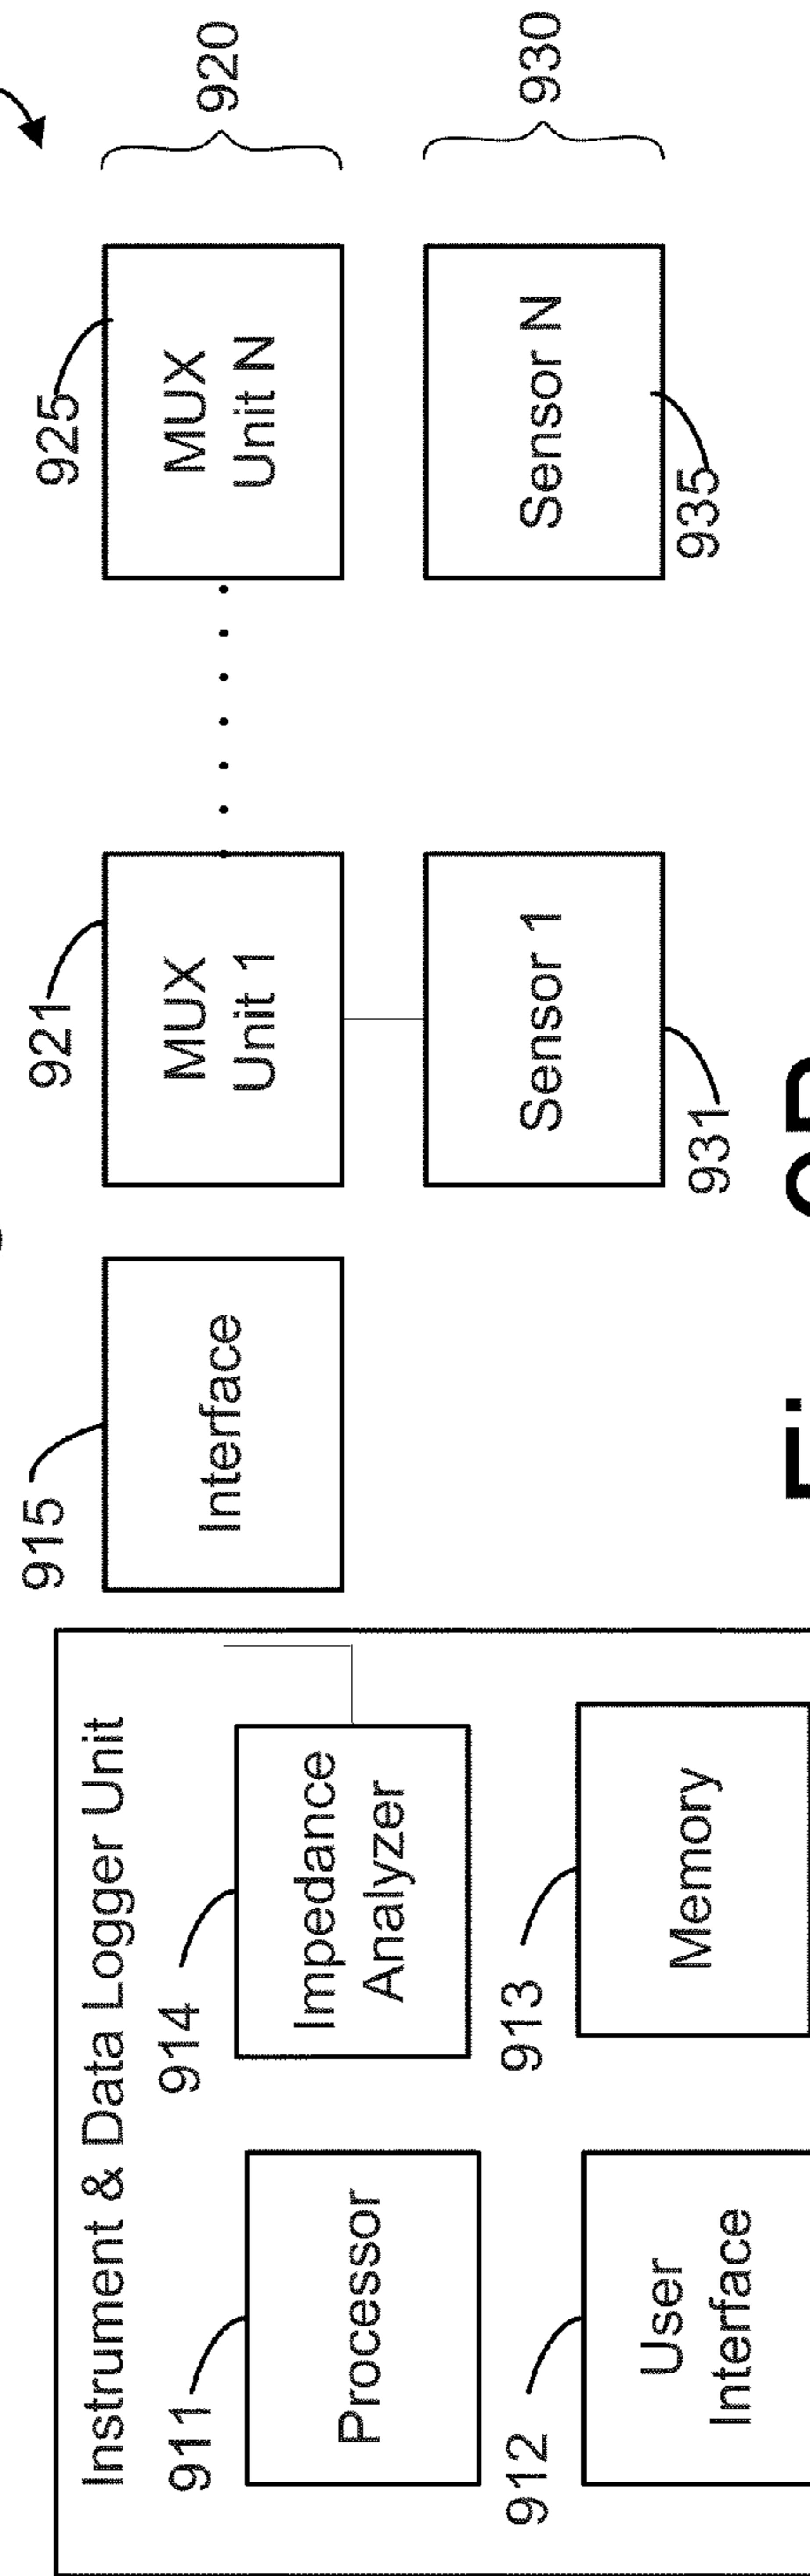 Instrument & Data Logger Unit
911
Processor
914
Impedance
Analyzer
912
User
Interface
913
Memory
915
Interface
921
MUX
Unit 1
925
MUX
Unit N
920
931
Sensor 1
935
Sensor N
930